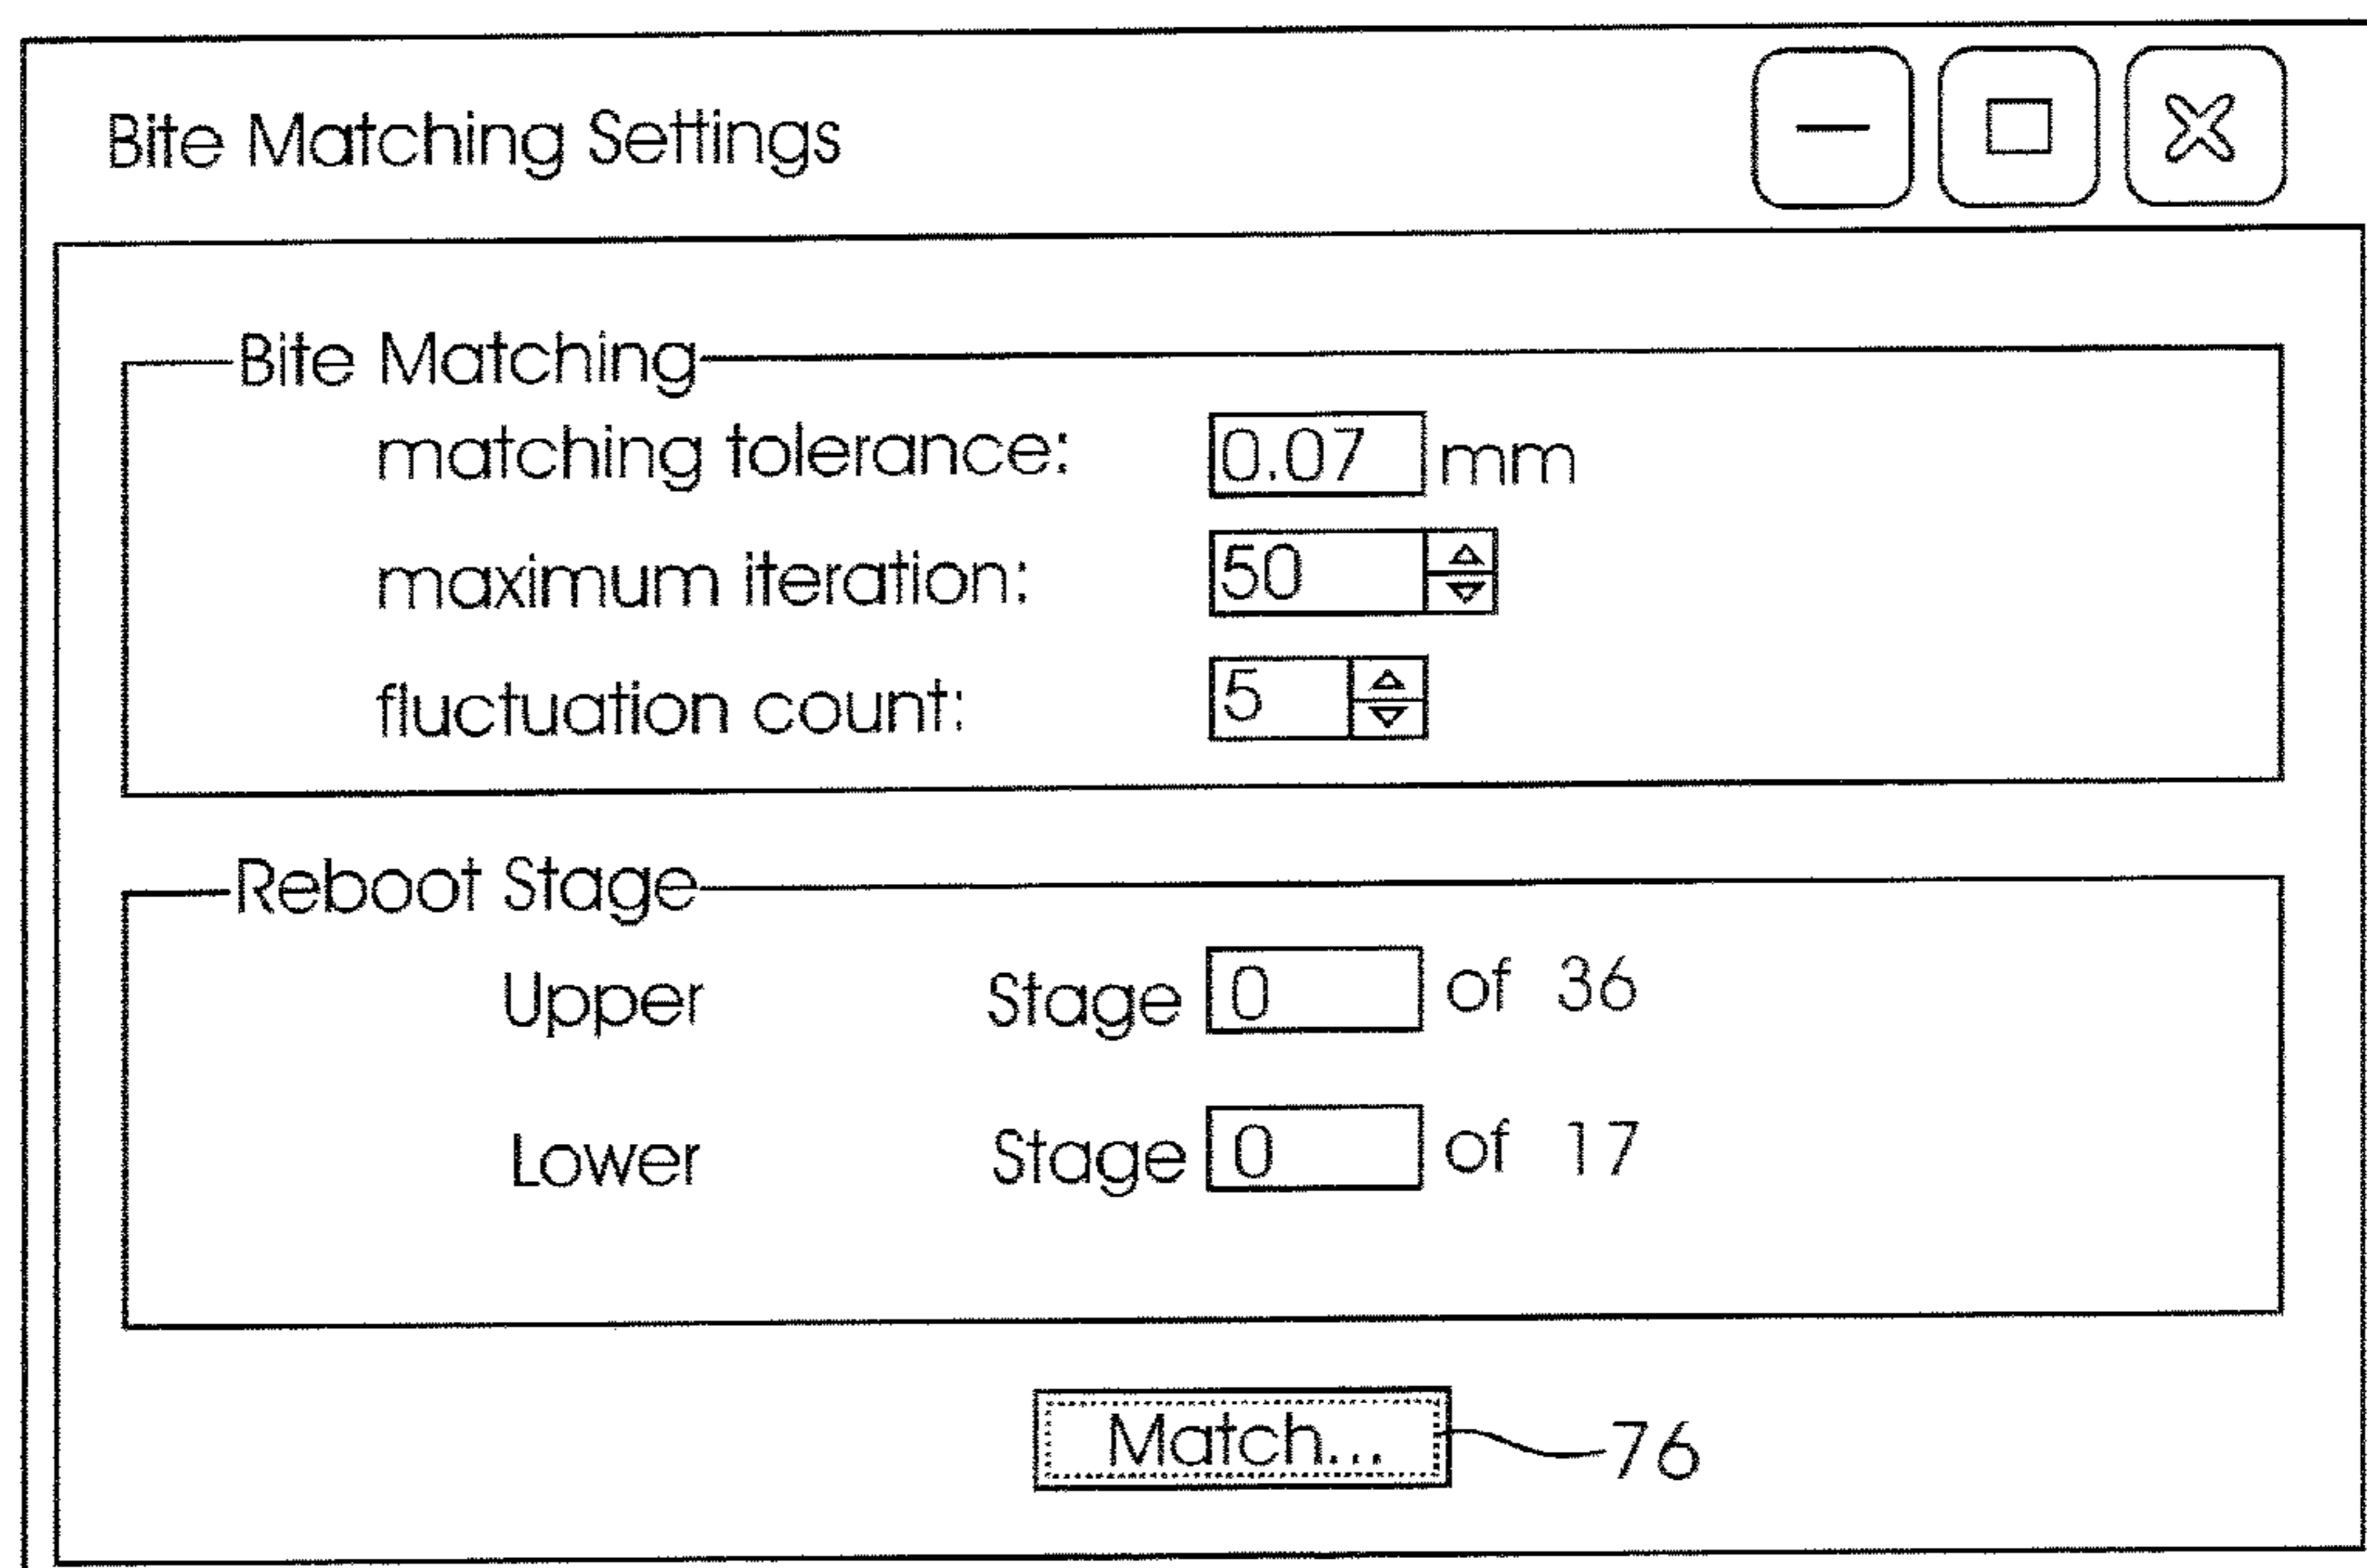 Bite Matching Settings
Bite Matching
matching tolerance: 0.07 mm
maximum iteration: 50
fluctuation count: 5
Reboot Stage
Upper Stage 0 of 36
Lower Stage 0 of 17
Match... 76